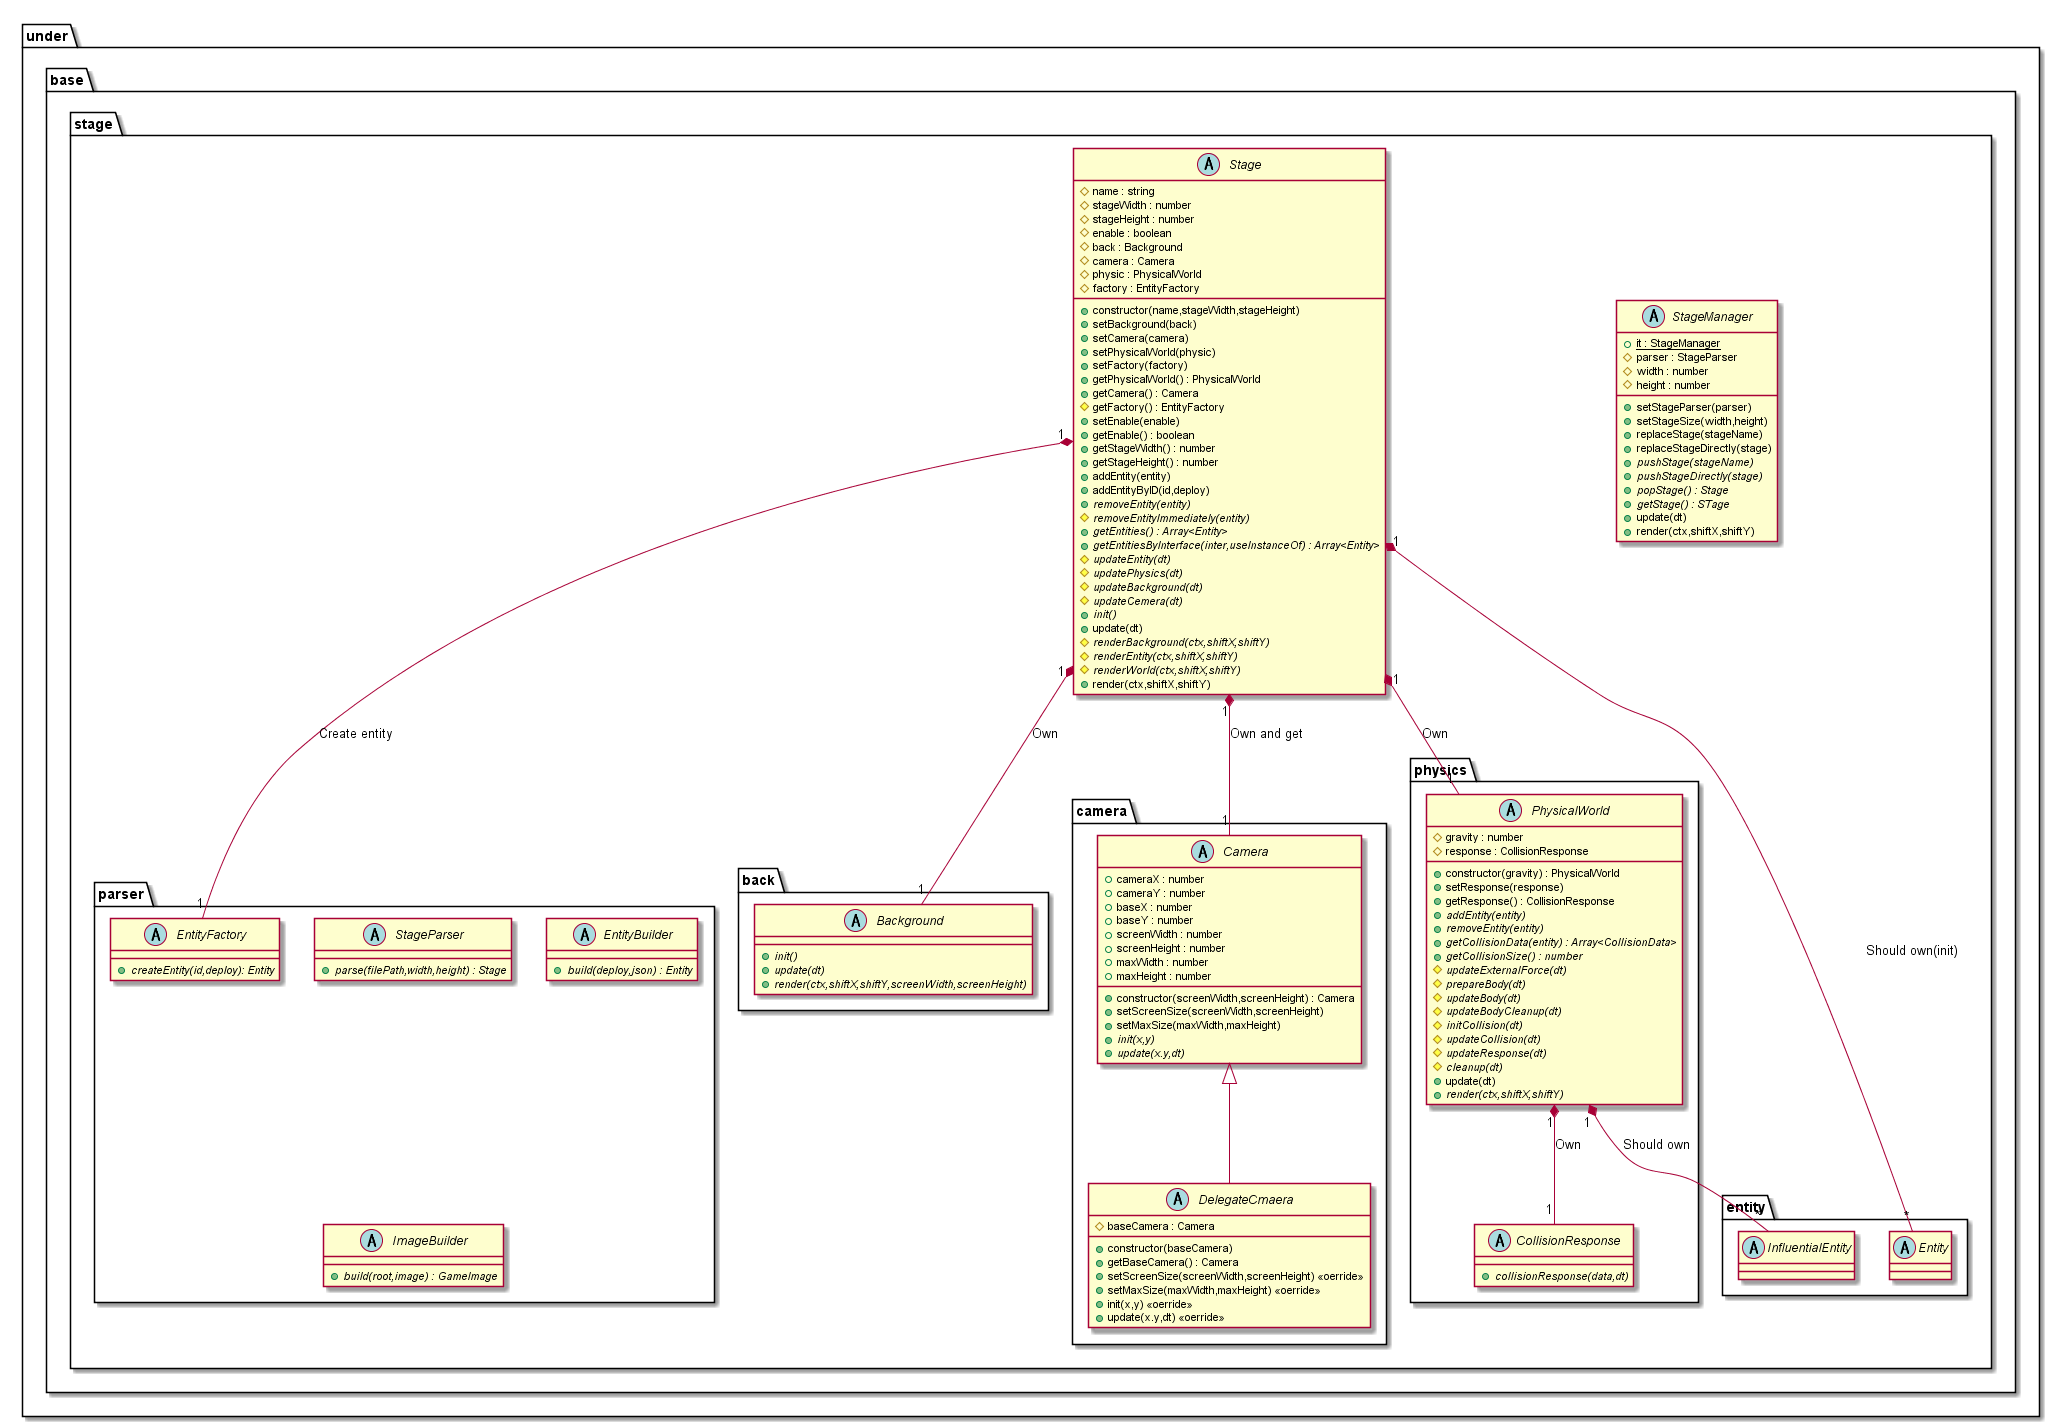 under
base
stage
Stage
name : string
stageWidth : number
stageHeight : number
enable : boolean
back : Background
camera : Camera
physic : PhysicalWorld
factory : EntityFactory
constructor(name,stageWidth,stageHeight)
setBackground(back)
setCamera(camera)
setPhysicalWorld(physic)
setFactory(factory)
getPhysicalWorld() : PhysicalWorld
getCamera() : Camera
getFactory() : EntityFactory
setEnable(enable)
getEnable() : boolean
getStageWidth() : number
getStageHeight() : number
addEntity(entity)
addEntityByID(id,deploy)
removeEntity(entity)
removeEntityImmediately(entity)
getEntities() : Array<Entity>
getEntitiesByInterface(inter,useInstanceOf) : Array<Entity>
updateEntity(dt)
updatePhysics(dt)
updateBackground(dt)
updateCemera(dt)
init()
update(dt)
renderBackground(ctx,shiftX,shiftY)
renderEntity(ctx,shiftX,shiftY)
renderWorld(ctx,shiftX,shiftY)
render(ctx,shiftX,shiftY)
StageManager
it : StageManager
parser : StageParser
width : number
height : number
setStageParser(parser)
setStageSize(width,height)
replaceStage(stageName)
replaceStageDirectly(stage)
pushStage(stageName)
pushStageDirectly(stage)
popStage() : Stage
getStage() : STage
update(dt)
render(ctx,shiftX,shiftY)
1
1
1
1
1
Create entity
Own
Own and get
Own
Should own(init)
1
1
1
1
*
parser
EntityFactory
createEntity(id,deploy): Entity
StageParser
parse(filePath,width,height) : Stage
EntityBuilder
build(deploy,json) : Entity
ImageBuilder
build(root,image) : GameImage
back
Background
init()
update(dt)
render(ctx,shiftX,shiftY,screenWidth,screenHeight)
camera
Camera
cameraX : number
cameraY : number
baseX : number
baseY : number
screenWidth : number
screenHeight : number
maxWidth : number
maxHeight : number
constructor(screenWidth,screenHeight) : Camera
setScreenSize(screenWidth,screenHeight)
setMaxSize(maxWidth,maxHeight)
init(x,y)
update(x.y,dt)
DelegateCmaera
baseCamera : Camera
constructor(baseCamera)
getBaseCamera() : Camera
setScreenSize(screenWidth,screenHeight) «oerride»
setMaxSize(maxWidth,maxHeight) «oerride»
init(x,y) «oerride»
update(x.y,dt) «oerride»
physics
PhysicalWorld
gravity : number
response : CollisionResponse
constructor(gravity) : PhysicalWorld
setResponse(response)
getResponse() : CollisionResponse
addEntity(entity)
removeEntity(entity)
getCollisionData(entity) : Array<CollisionData>
getCollisionSize() : number
updateExternalForce(dt)
prepareBody(dt)
updateBody(dt)
updateBodyCleanup(dt)
initCollision(dt)
updateCollision(dt)
updateResponse(dt)
cleanup(dt)
update(dt)
render(ctx,shiftX,shiftY)
1
1
Own
Should own
1
*
CollisionResponse
collisionResponse(data,dt)
entity
InfluentialEntity
Entity